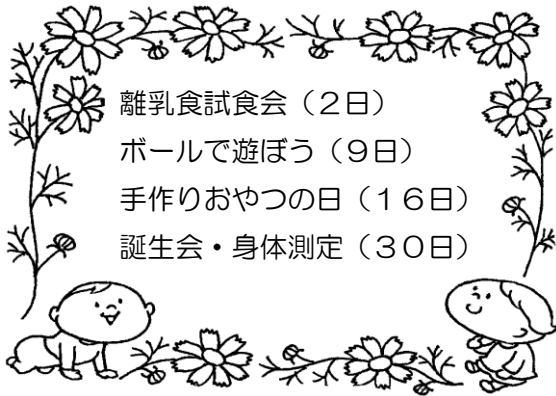 離乳食試食会（２日）
ボールで遊ぼう（９日）
手作りおやつの日（１６日）
誕生会・身体測定（３０日）